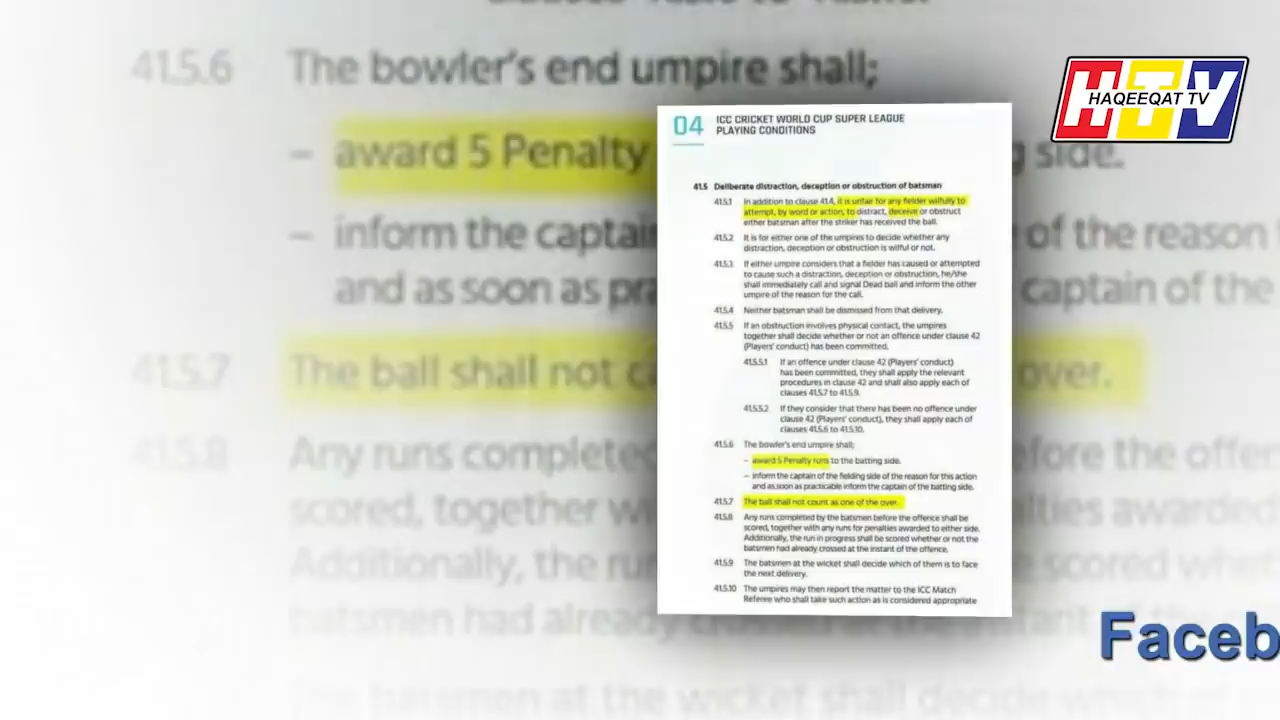 41.5.6 The bowler's end umpire shall;
– award 5 Penalty
g side.
– inform the captain
of the reason
and as soon as
captain of the
41.5.7 The ball shall not
over.
41.5.8 Any runs completed
before the
scored, together
awarded
Additionally, the run
scored
batsmen had already
The batsmen at the wicket shall decide which
HAQEEQAT TV
HTV
04 ICC CRICKET WORLD CUP SUPER LEAGUE
PLAYING CONDITIONS
41.5 Deliberate distraction, deception or obstruction of batsman
41.5.1 In addition to clause 41.4, it is unfair for any fielder wilfully to
attempt, by word or action, to distract, deceive or obstruct
either batsman after the striker has received the ball.
41.5.2 It is for either one of the umpires to decide whether any
distraction, deception or obstruction is wilful or not.
41.5.3 If either umpire considers that a fielder has caused or attempted
to cause such a distraction, deception or obstruction, he/she
shall immediately call and signal Dead ball and inform the other
umpire of the reason for the call.
41.5.4 Neither batsman shall be dismissed from that delivery.
41.5.5 If an obstruction involves physical contact, the umpires
together shall decide whether or not an offence under clause 42
(Players' conduct) has been committed.
41.5.5.1 If an offence under clause 42 (Players' conduct)
has been committed, they shall apply the relevant
procedures in clause 42 and shall also apply each of
clauses 41.5.7 to 41.5.9.
41.5.5.2 If they consider that there has been no offence under
clause 42 (Players' conduct), they shall apply each of
clauses 41.5.6 to 41.5.10.
41.5.6 The bowler's end umpire shall;
– award 5 Penalty runs to the batting side.
– inform the captain of the fielding side of the reason for this action
and as soon as practicable inform the captain of the batting side.
41.5.7 The ball shall not count as one of the over.
41.5.8 Any runs completed by the batsmen before the offence shall be
scored, together with any runs for penalties awarded to either side.
Additionally, the run in progress shall be scored whether or not the
batsmen had already crossed at the instant of the offence.
41.5.9 The batsmen at the wicket shall decide which of them is to face
the next delivery.
41.5.10 The umpires may then report the matter to the ICC Match
Referee who shall take such action as is considered appropriate
Faceb